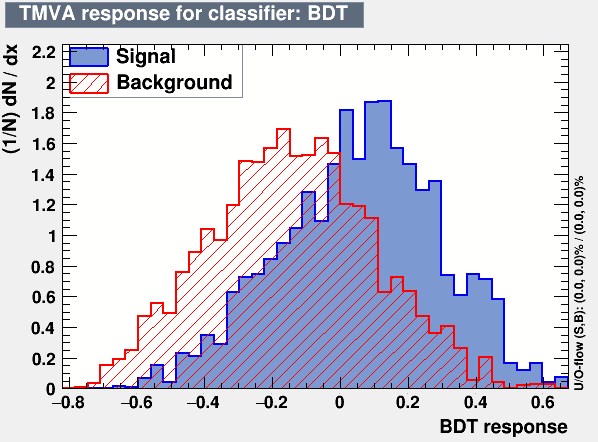 TMVA response for classifier: BDT
(1/N) dN / dx
2.2
2
1.8
1.6
1.4
1.2
1
0.8
0.6
0.4
0.2
0
Signal
Background
−0.8 −0.6 −0.4 −0.2 0 0.2 0.4 0.6
BDT response
U/O-flow (S,B): (0.0, 0.0)% / (0.0, 0.0)%